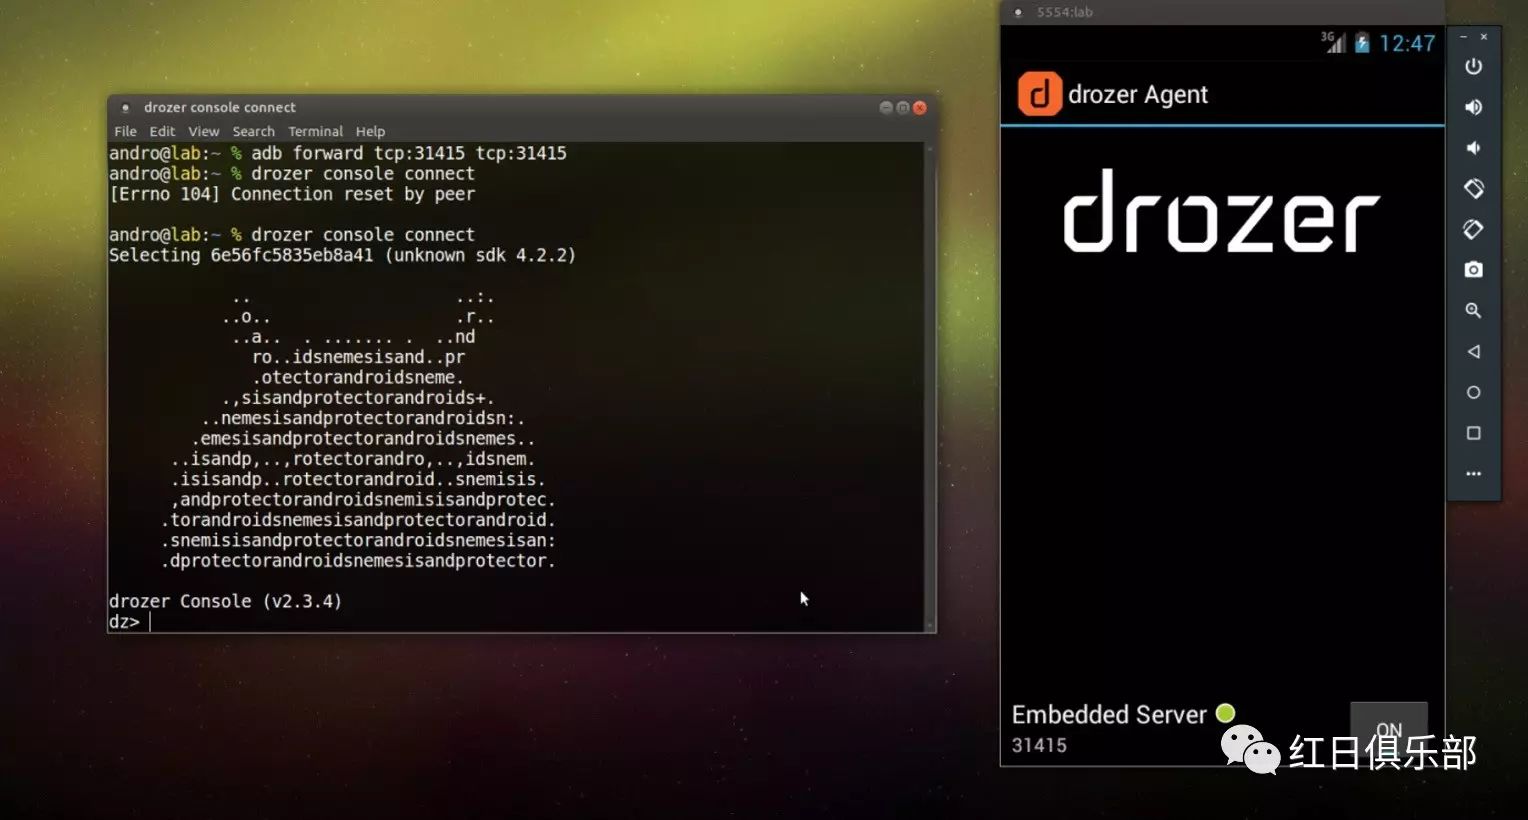 drozer console connect
File Edit View Search Terminal Help
andro@lab:~ % adb forward tcp:31415 tcp:31415
andro@lab:~ % drozer console connect
[Errno 104] Connection reset by peer
andro@lab:~ % drozer console connect
Selecting 6e56fc5835eb8a41 (unknown sdk 4.2.2)
..                    ..:.
..o..                  .r..
..a..  . ....... .  ..nd
ro..idsnemesisand..pr
.otectorandroidsneme.
.,sisandprotectorandroids+.
..nemesisandprotectorandroidsn:.
.emesisandprotectorandroidsnemes..
..isandp,..,rotectorandro,..,idsnem.
.isisandp..rotectorandroid..snemisis.
,andprotectorandroidsnemisisandprotec.
.torandroidsnemesisandprotectorandroid.
.snemisisandprotectorandroidsnemesisan:
.dprotectorandroidsnemesisandprotector.
drozer Console (v2.3.4)
dz>
5554:lab
3G 12:47
drozer Agent
drozer
Embedded Server
31415
ON
红日俱乐部